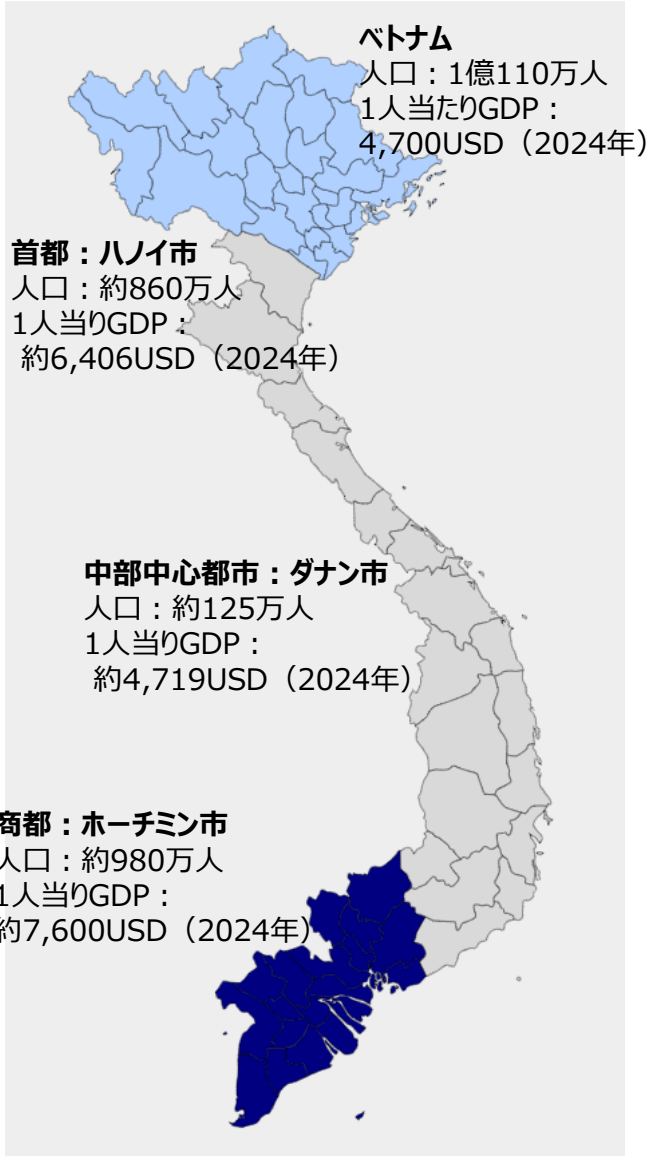 ベトナム
人口：1億110万人
1人当たりGDP：
4,700USD（2024年）
首都：ハノイ市
人口：約860万人
1人当りGDP：
約6,406USD（2024年）
中部中心都市：ダナン市
人口：約125万人
1人当りGDP：
約4,719USD（2024年）
商都：ホーチミン市
人口：約980万人
1人当りGDP：
約7,600USD（2024年）